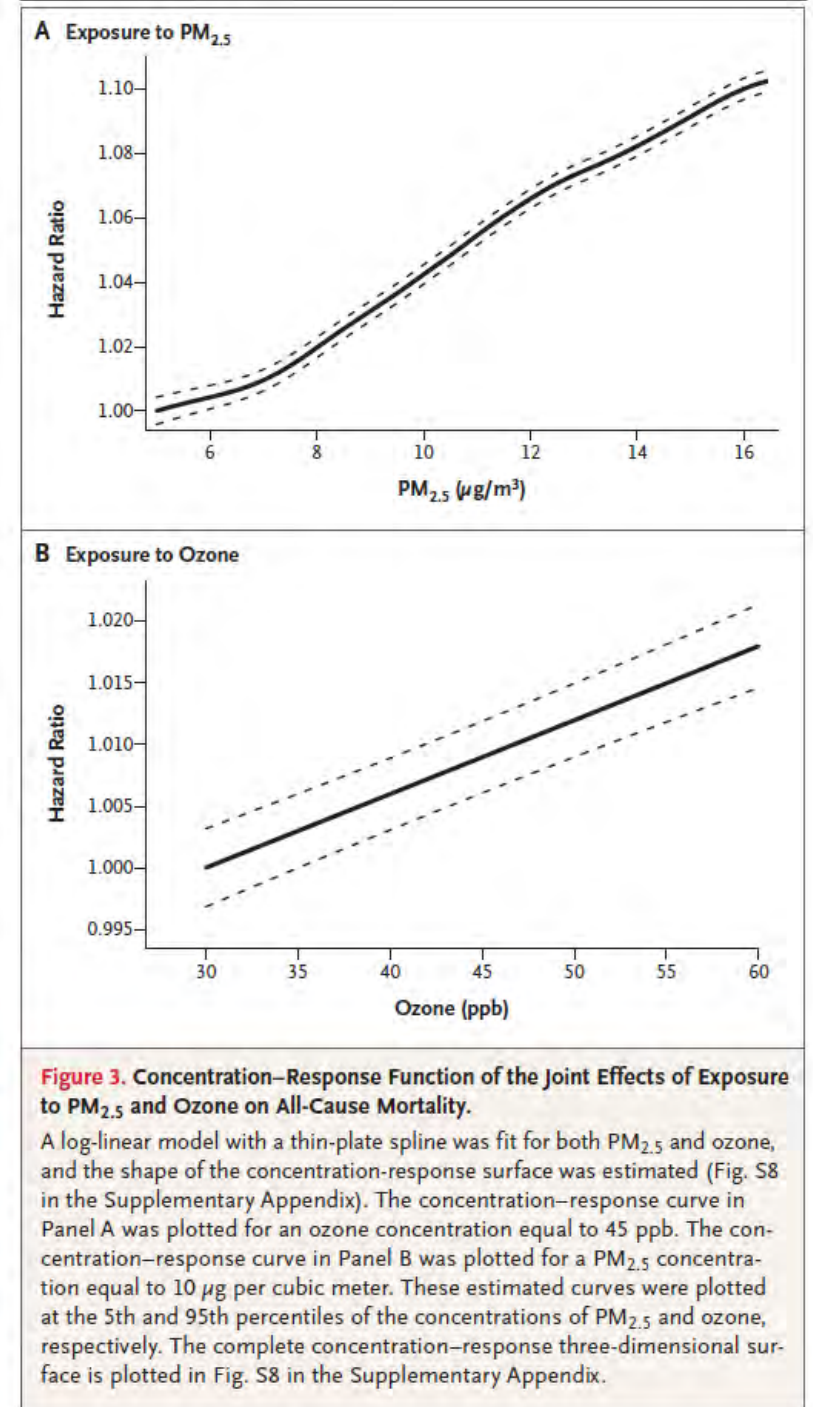 A Exposure to PM2.5
1.10
1.08
1.06
1.04
1.02
1.00
Hazard Ratio
6 8 10 12 14 16
PM2.5 (μg/m³)
B Exposure to Ozone
1.020
1.015
1.010
1.005
1.000
0.995
Hazard Ratio
30 35 40 45 50 55 60
Ozone (ppb)
Figure 3. Concentration–Response Function of the Joint Effects of Exposure
to PM2.5 and Ozone on All-Cause Mortality.
A log-linear model with a thin-plate spline was fit for both PM2.5 and ozone,
and the shape of the concentration-response surface was estimated (Fig. S8
in the Supplementary Appendix). The concentration–response curve in
Panel A was plotted for an ozone concentration equal to 45 ppb. The con-
centration–response curve in Panel B was plotted for a PM2.5 concentra-
tion equal to 10 μg per cubic meter. These estimated curves were plotted
at the 5th and 95th percentiles of the concentrations of PM2.5 and ozone,
respectively. The complete concentration–response three-dimensional sur-
face is plotted in Fig. S8 in the Supplementary Appendix.